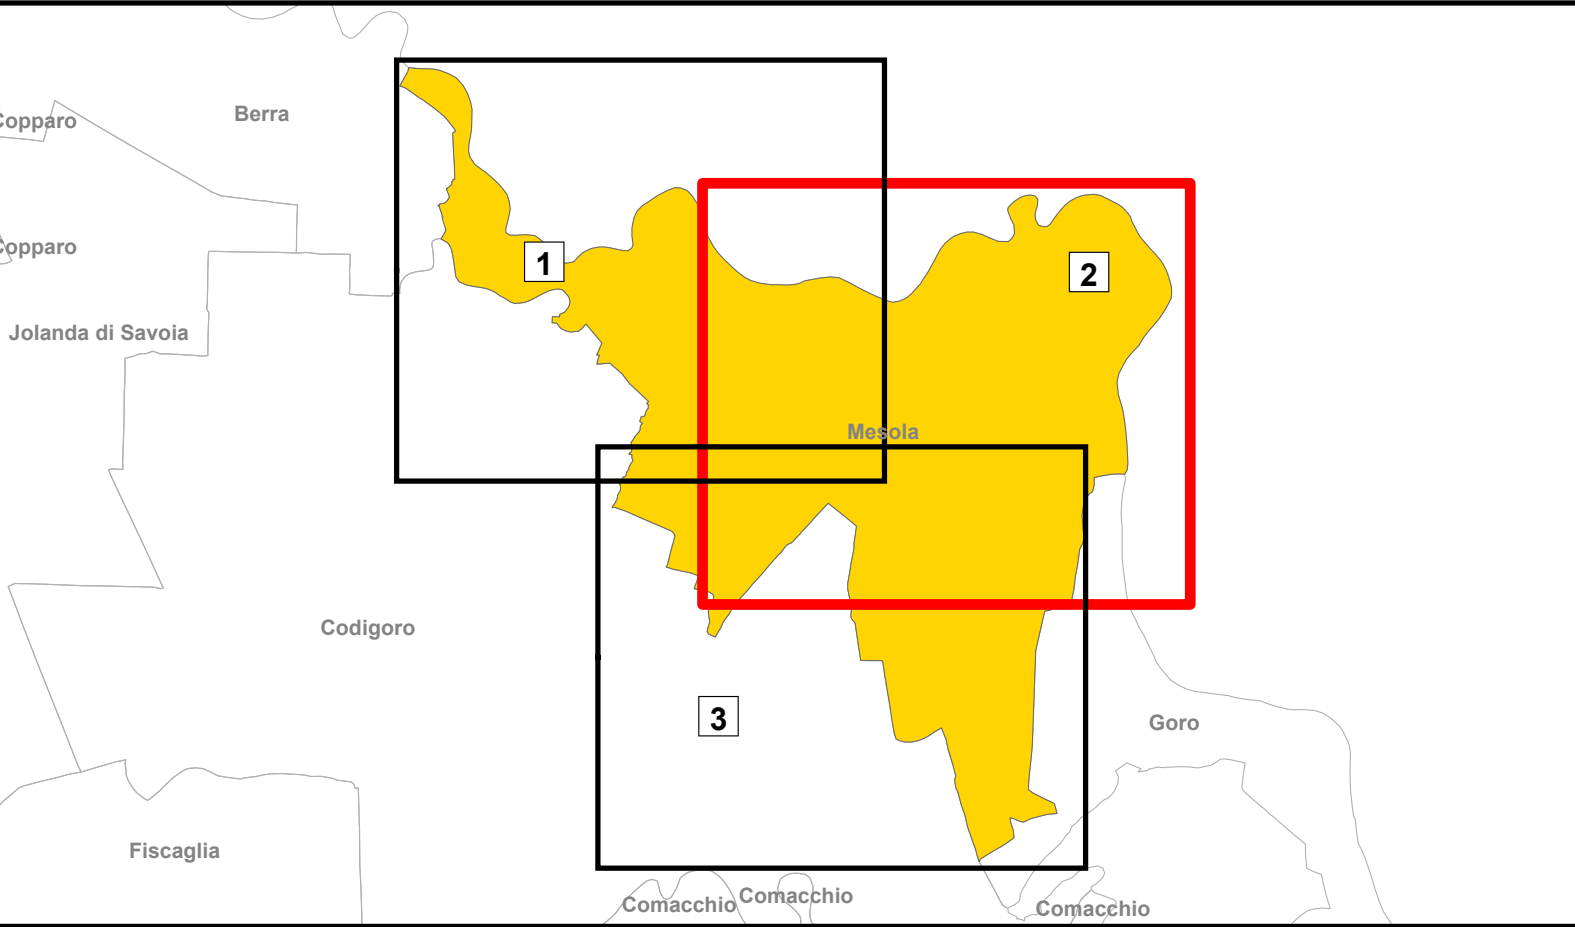 Berra
Copparo
Copparo
1
2
Jolanda di Savoia
Mesola
Codigoro
3
Goro
Fiscaglia
Comacchio
Comacchio
Comacchio